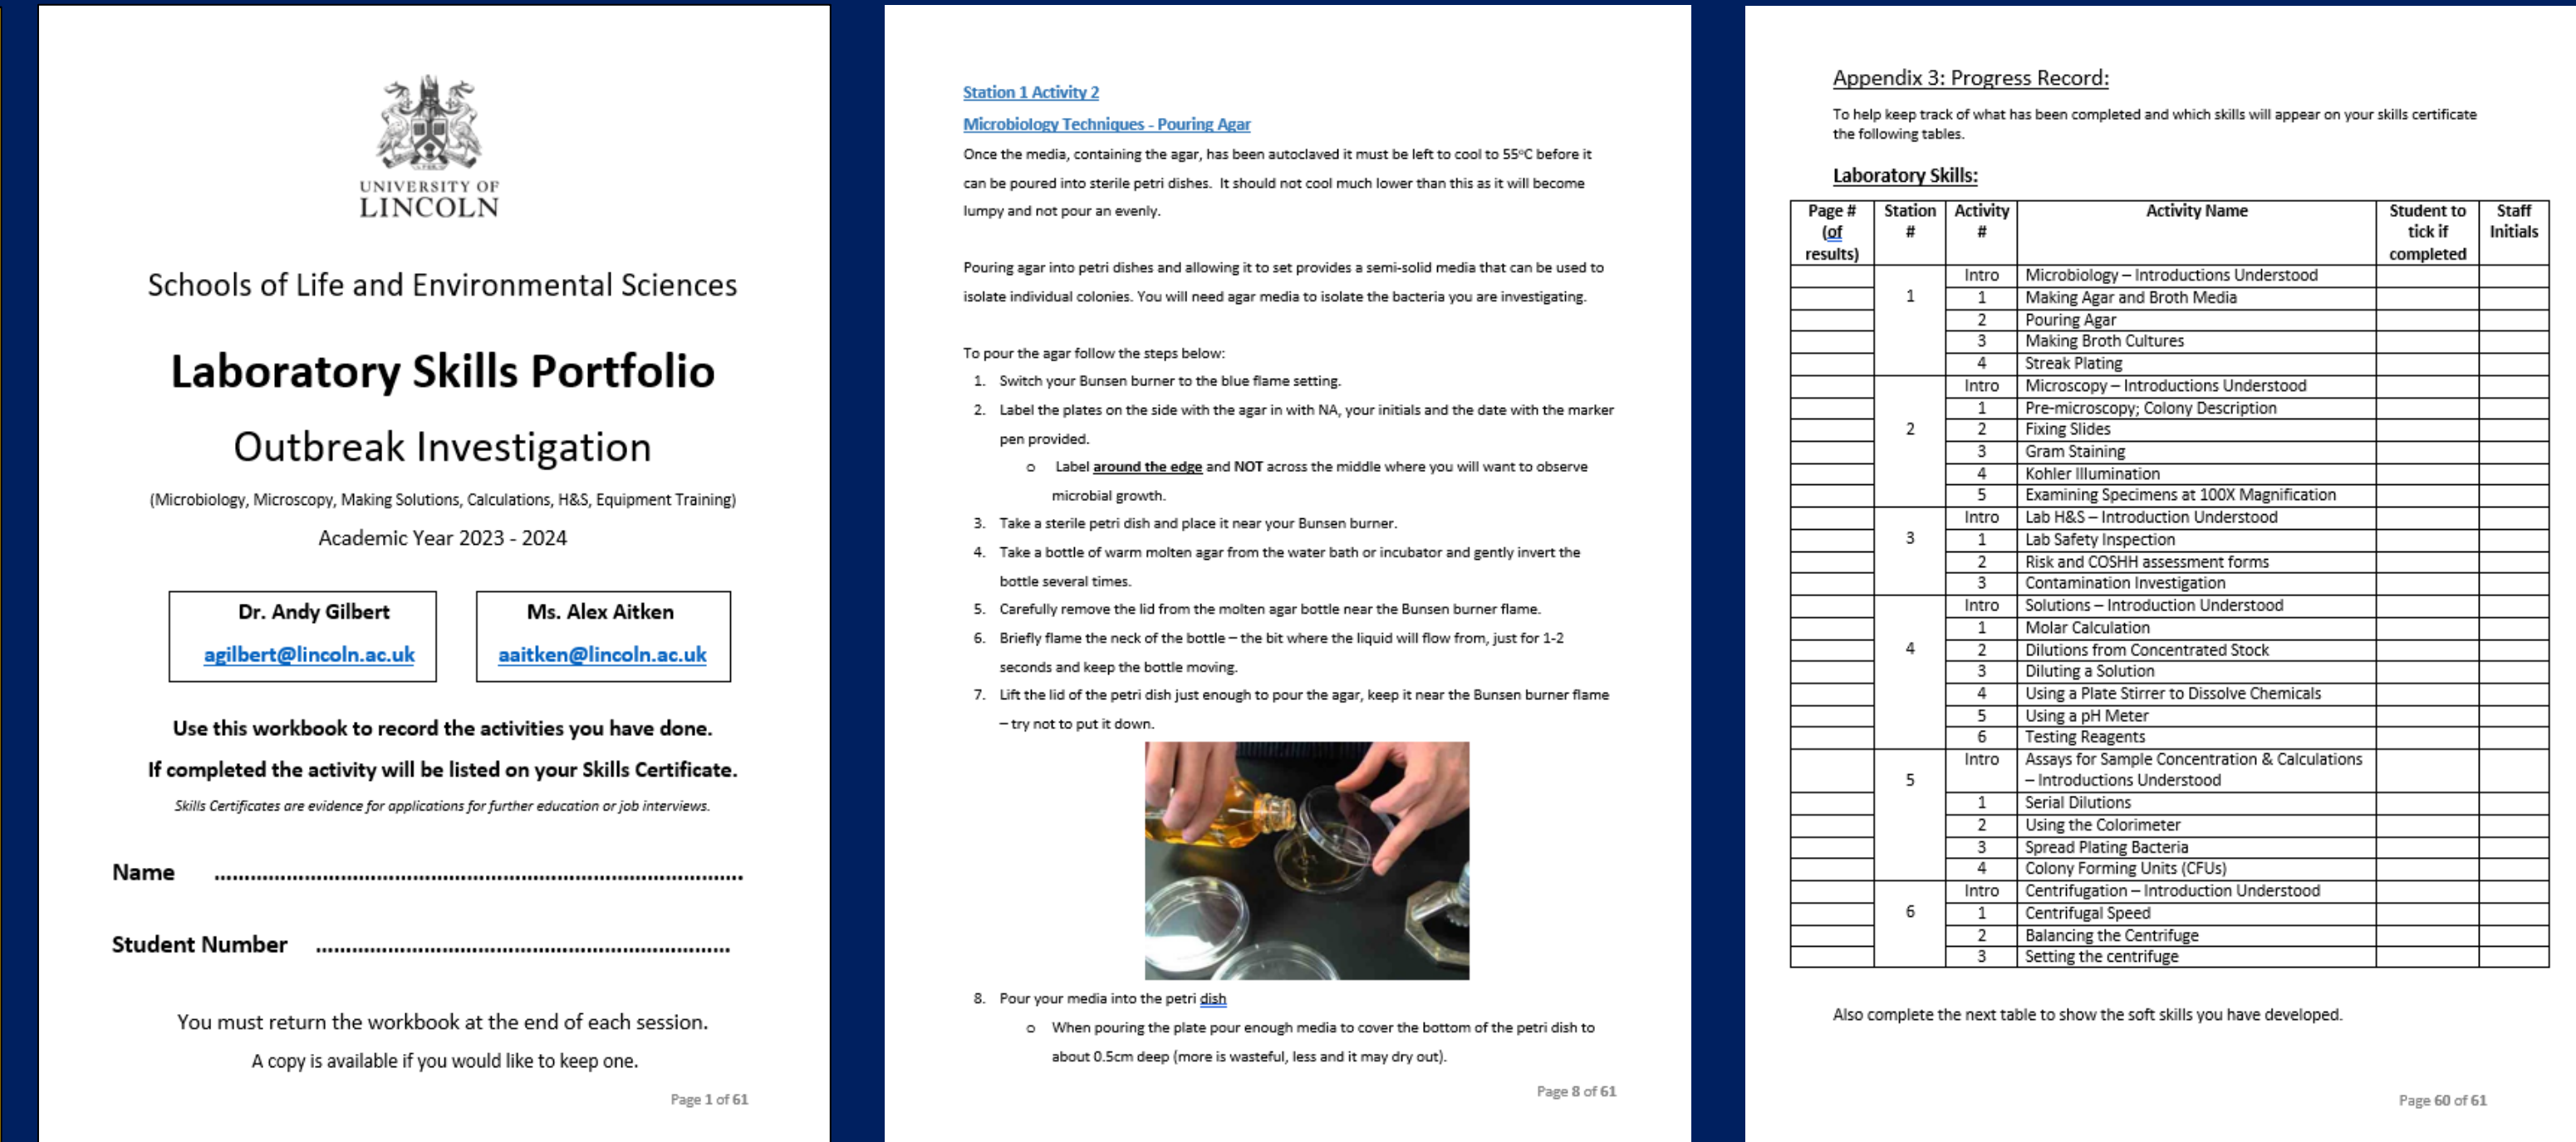 UNIVERSITY OF
LINCOLN
Schools of Life and Environmental Sciences
Laboratory Skills Portfolio
Outbreak Investigation
(Microbiology, Microscopy, Making Solutions, Calculations, H&S, Equipment Training)
Academic Year 2023 - 2024
Dr. Andy Gilbert
agilbert@lincoln.ac.uk
Ms. Alex Aitken
aaitken@lincoln.ac.uk
Use this workbook to record the activities you have done.
If completed the activity will be listed on your Skills Certificate.
Skills Certificates are evidence for applications for further education or job interviews.
Name ................................................................................
Student Number ...............................................................
You must return the workbook at the end of each session.
A copy is available if you would like to keep one.
Page 1 of 61
Station 1 Activity 2
Microbiology Techniques - Pouring Agar
Once the media, containing the agar, has been autoclaved it must be left to cool to 55°C before it
can be poured into sterile petri dishes. It should not cool much lower than this as it will become
lumpy and not pour an evenly.
Pouring agar into petri dishes and allowing it to set provides a semi-solid media that can be used to
isolate individual colonies. You will need agar media to isolate the bacteria you are investigating.
To pour the agar follow the steps below:
1. Switch your Bunsen burner to the blue flame setting.
2. Label the plates on the side with the agar in with NA, your initials and the date with the marker
pen provided.
o Label around the edge and NOT across the middle where you will want to observe
microbial growth.
3. Take a sterile petri dish and place it near your Bunsen burner.
4. Take a bottle of warm molten agar from the water bath or incubator and gently invert the
bottle several times.
5. Carefully remove the lid from the molten agar bottle near the Bunsen burner flame.
6. Briefly flame the neck of the bottle – the bit where the liquid will flow from, just for 1-2
seconds and keep the bottle moving.
7. Lift the lid of the petri dish just enough to pour the agar, keep it near the Bunsen burner flame
– try not to put it down.
8. Pour your media into the petri dish
o When pouring the plate pour enough media to cover the bottom of the petri dish to
about 0.5cm deep (more is wasteful, less and it may dry out).
Page 8 of 61
Appendix 3: Progress Record:
To help keep track of what has been completed and which skills will appear on your skills certificate
the following tables.
Laboratory Skills:
Page # (of results) Station # Activity # Activity Name Student to tick if completed Staff Initials
1 Intro Microbiology – Introductions Understood
1 Making Agar and Broth Media
2 Pouring Agar
3 Making Broth Cultures
4 Streak Plating
2 Intro Microscopy – Introductions Understood
1 Pre-microscopy; Colony Description
2 Fixing Slides
3 Gram Staining
4 Kohler Illumination
5 Examining Specimens at 100X Magnification
3 Intro Lab H&S – Introduction Understood
1 Lab Safety Inspection
2 Risk and COSHH assessment forms
3 Contamination Investigation
4 Intro Solutions – Introduction Understood
1 Molar Calculation
2 Dilutions from Concentrated Stock
3 Diluting a Solution
4 Using a Plate Stirrer to Dissolve Chemicals
5 Using a pH Meter
6 Testing Reagents
5 Intro Assays for Sample Concentration & Calculations
– Introductions Understood
1 Serial Dilutions
2 Using the Colorimeter
3 Spread Plating Bacteria
4 Colony Forming Units (CFUs)
6 Intro Centrifugation – Introduction Understood
1 Centrifugal Speed
2 Balancing the Centrifuge
3 Setting the centrifuge
Also complete the next table to show the soft skills you have developed.
Page 60 of 61